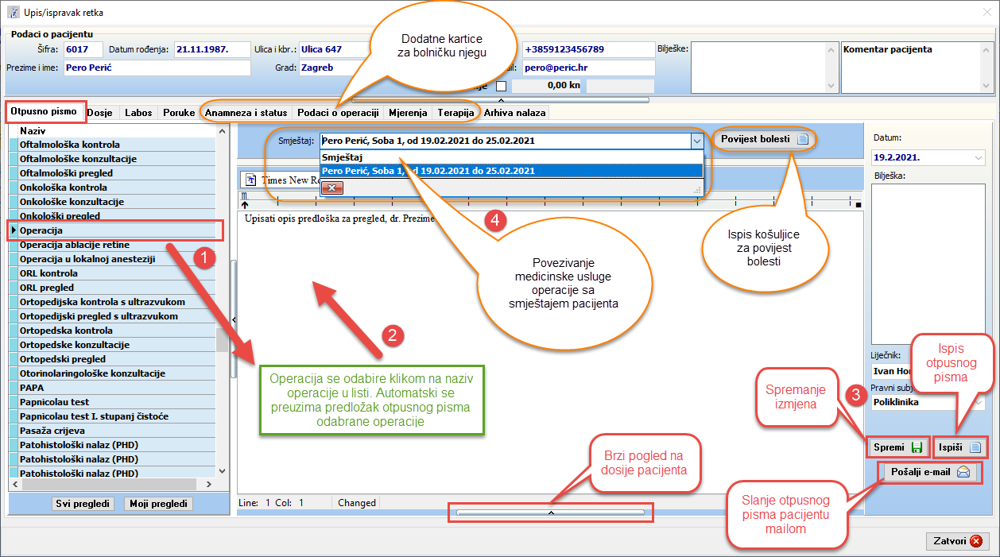 Upis/ispravak retka
Podaci o pacijentu
Šifra: 6017 Datum rođenja: 21.11.1987. Ulica i kbr.: Ulica 647 +3859123456789 Bilješke: Komentar pacijenta
Prezime i ime: Pero Perić Grad: Zagreb pero@peric.hr
0,00 kn
Dodatne kartice
za bolničku njegu
Otpusno pismo Dosje Labos Poruke Anamneza i status Podaci o operaciji Mjerenja Terapija Arhiva nalaza
Naziv
Oftalmološka kontrola
Oftalmološke konzultacije
Oftalmološki pregled
Onkološka kontrola
Onkološke konzultacije
Onkološki pregled
Operacija
Operacija ablacije retine
Operacija u lokalnoj anesteziji
ORL kontrola
ORL pregled
Ortopedijska kontrola s ultrazvukom
Ortopedijski pregled s ultrazvukom
Ortopedska kontrola
Ortopedske konzultacije
Ortopedski pregled
Otorinolaringološke konzultacije
PAPA
Papnicolau test
Papnicolau test I. stupanj čistoće
Pasaža crijeva
Patohistološki nalaz (PHD)
Patohistološki nalaz (PHD)
Patohistološki nalaz (PHD)
Svi pregledi Moji pregledi
Smještaj: Pero Perić, Soba 1, od 19.02.2021 do 25.02.2021
Smještaj
Pero Perić, Soba 1, od 19.02.2021 do 25.02.2021
Povijest bolesti
Times New
Upisati opis predloška za pregled, dr. Prezime
1
2
3
4
Povezivanje
medicinske usluge
operacije sa
smještajem pacijenta
Ispis košuljice
za povijest
bolesti
Operacija se odabire klikom na naziv
operacije u listi. Automatski se
preuzima predložak otpusnog pisma
odabrane operacije
Brzi pogled na
dosije pacijenta
Line: 1 Col: 1 Changed
Datum:
19.2.2021.
Bilješka:
Liječnik:
Ivan
Pravni
Poliklinika
Ispis
otpusnog
pisma
Spremanje
izmjena
Spremi Ispiši
Pošalji e-mail
Slanje otpusnog
pisma pacijentu
mailom
Zatvori